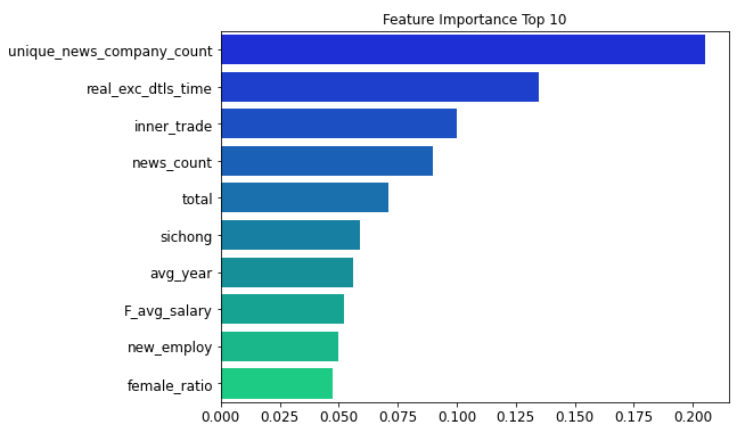 Feature Importance Top 10
unique_news_company_count
real_exc_dtls_time
inner_trade
news_count
total
sichong
avg_year
F_avg_salary
new_employ
female_ratio
0.000 0.025 0.050 0.075 0.100 0.125 0.150 0.175 0.200